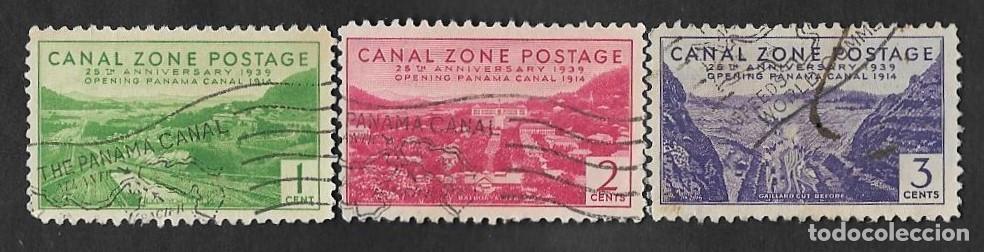 CANAL ZONE POSTAGE
25TH ANNIVERSARY 1939
OPENING PANAMA CANAL 1914
THE PANAMA CANAL
1
CENT
CANAL ZONE POSTAGE
25TH ANNIVERSARY 1939
OPENING PANAMA CANAL 1914
PANAMA CANAL
2
CENTS
CANAL ZONE POSTAGE
25TH ANNIVERSARY 1939
OPENING PANAMA CANAL 1914
WORLD
3
CENTS
GAILLARD CUT BEFORE
todocoleccion